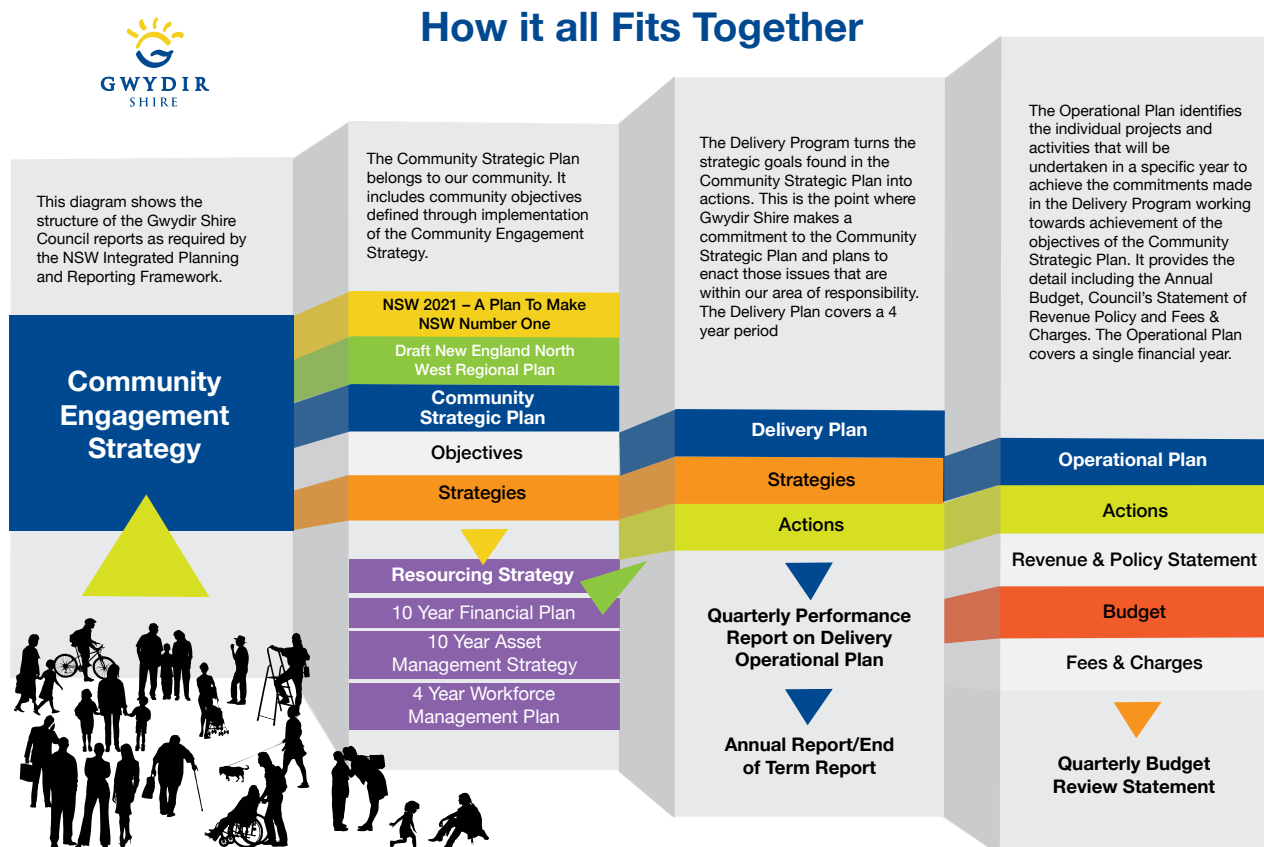 How it all Fits Together
GWYDIR
SHIRE
This diagram shows the
structure of the Gwydir Shire
Council reports as required by
the NSW Integrated Planning
and Reporting Framework.
Community
Engagement
Strategy
The Community Strategic Plan
belongs to our community. It
includes community objectives
defined through implementation
of the Community Engagement
Strategy.
NSW 2021 – A Plan To Make
NSW Number One
Draft New England North
West Regional Plan
Community
Strategic Plan
Objectives
Strategies
Resourcing Strategy
10 Year Financial Plan
10 Year Asset
Management Strategy
4 Year Workforce
Management Plan
The Delivery Program turns the
strategic goals found in the
Community Strategic Plan into
actions. This is the point where
Gwydir Shire makes a
commitment to the Community
Strategic Plan and plans to
enact those issues that are
within our area of responsibility.
The Delivery Plan covers a 4
year period
Delivery Plan
Strategies
Actions
Quarterly Performance
Report on Delivery
Operational Plan
Annual Report/End
of Term Report
The Operational Plan identifies
the individual projects and
activities that will be
undertaken in a specific year to
achieve the commitments made
in the Delivery Program working
towards achievement of the
objectives of the Community
Strategic Plan. It provides the
detail including the Annual
Budget, Council's Statement of
Revenue Policy and Fees &
Charges. The Operational Plan
covers a single financial year.
Operational Plan
Actions
Revenue & Policy Statement
Budget
Fees & Charges
Quarterly Budget
Review Statement